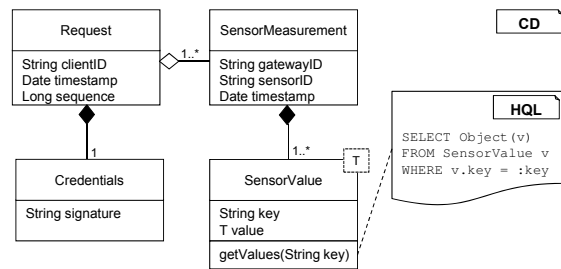 Request
String clientID
Date timestamp
Long sequence
1..*
SensorMeasurement
String gatewayID
String sensorID
Date timestamp
CD
1
Credentials
String signature
1..*
T
SensorValue
String key
T value
getValues(String key)
HQL
SELECT Object(v)
FROM SensorValue v
WHERE v.key = :key